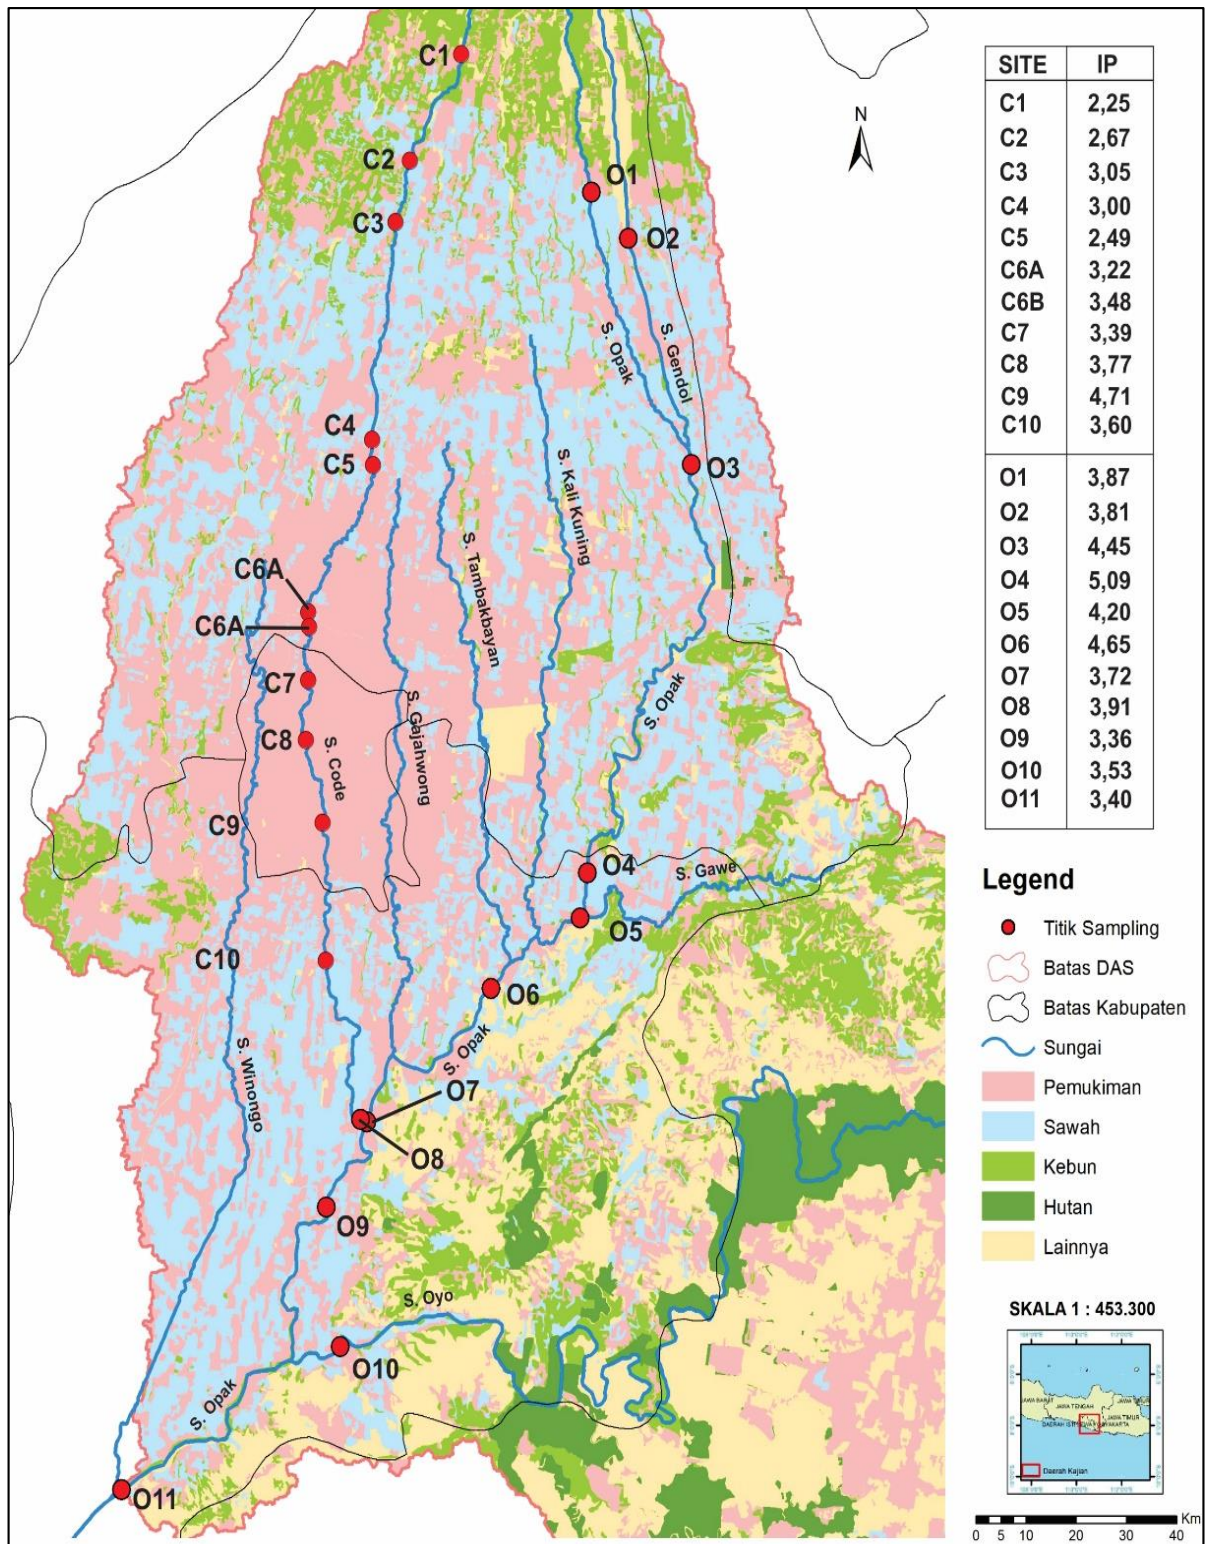 C1
C2
C3
O1
O2
N
S. Opak
S. Gendol
C4
C5
O3
S. Kali Kuning
S. Tambakbayan
C6A
C6A
C7
S. Gajahwong
S. Opak
C8
S. Code
C9
O4
S. Gawe
O5
C10
O6
S. Opak
S. Winongo
O7
O8
O9
S. Oyo
O10
S. Opak
O11
SITE IP
C1 2,25
C2 2,67
C3 3,05
C4 3,00
C5 2,49
C6A 3,22
C6B 3,48
C7 3,39
C8 3,77
C9 4,71
C10 3,60
O1 3,87
O2 3,81
O3 4,45
O4 5,09
O5 4,20
O6 4,65
O7 3,72
O8 3,91
O9 3,36
O10 3,53
O11 3,40
Legend
Titik Sampling
Batas DAS
Batas Kabupaten
Sungai
Pemukiman
Sawah
Kebun
Hutan
Lainnya
SKALA 1 : 453.300
JAWA TENGAH
JAWA TIMUR
Daerah Kajian
Km
0 5 10 20 30 40